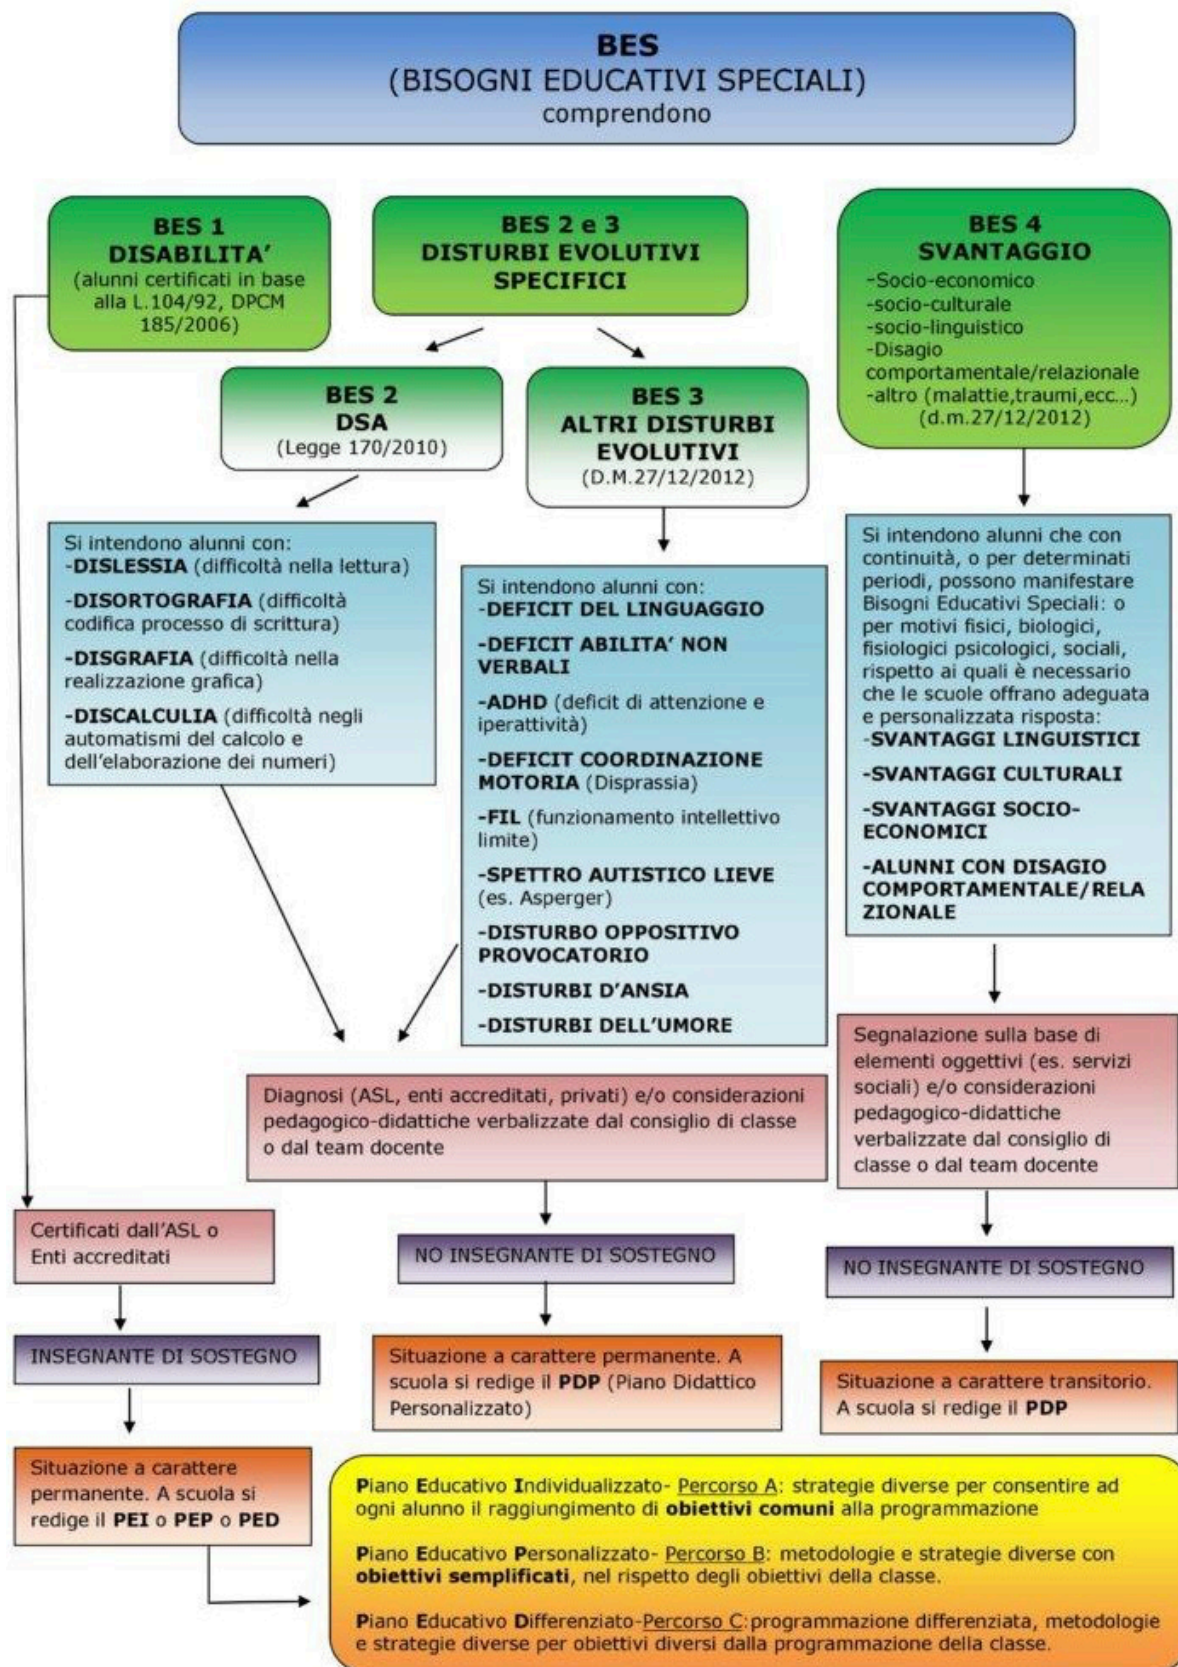 BES
(BISOGNI EDUCATIVI SPECIALI)
comprendono
BES 1
DISABILITA'
(alunni certificati in base
alla L.104/92, DPCM
185/2006)
BES 2 e 3
DISTURBI EVOLUTIVI
SPECIFICI
BES 4
SVANTAGGIO
-Socio-economico
-socio-culturale
-socio-linguistico
-Disagio
comportamentale/relazionale
-altro (malattie,traumi,ecc...)
(d.m.27/12/2012)
BES 2
DSA
(Legge 170/2010)
BES 3
ALTRI DISTURBI
EVOLUTIVI
(D.M.27/12/2012)
Si intendono alunni con:
-DISLESSIA (difficoltà nella lettura)
-DISORTOGRAFIA (difficoltà
codifica processo di scrittura)
-DISGRAFIA (difficoltà nella
realizzazione grafica)
-DISCALCULIA (difficoltà negli
automatismi del calcolo e
dell'elaborazione dei numeri)
Si intendono alunni con:
-DEFICIT DEL LINGUAGGIO
-DEFICIT ABILITA' NON
VERBALI
-ADHD (deficit di attenzione e
iperattività)
-DEFICIT COORDINAZIONE
MOTORIA (Disprassia)
-FIL (funzionamento intellettivo
limite)
-SPETTRO AUTISTICO LIEVE
(es. Asperger)
-DISTURBO OPPOSITIVO
PROVOCATORIO
-DISTURBI D'ANSIA
-DISTURBI DELL'UMORE
Si intendono alunni che con
continuità, o per determinati
periodi, possono manifestare
Bisogni Educativi Speciali: o
per motivi fisici, biologici,
fisiologici psicologici, sociali,
rispetto ai quali è necessario
che le scuole offrano adeguata
e personalizzata risposta:
-SVANTAGGI LINGUISTICI
-SVANTAGGI CULTURALI
-SVANTAGGI SOCIO-
ECONOMICI
-ALUNNI CON DISAGIO
COMPORTAMENTALE/RELA
ZIONALE
Diagnosi (ASL, enti accreditati, privati) e/o considerazioni
pedagogico-didattiche verbalizzate dal consiglio di classe
o dal team docente
Segnalazione sulla base di
elementi oggettivi (es. servizi
sociali) e/o considerazioni
pedagogico-didattiche
verbalizzate dal consiglio di
classe o dal team docente
Certificati dall'ASL o
Enti accreditati
NO INSEGNANTE DI SOSTEGNO
NO INSEGNANTE DI SOSTEGNO
INSEGNANTE DI SOSTEGNO
Situazione a carattere permanente. A
scuola si redige il PDP (Piano Didattico
Personalizzato)
Situazione a carattere transitorio.
A scuola si redige il PDP
Situazione a carattere
permanente. A scuola si
redige il PEI o PEP o PED
Piano Educativo Individualizzato- Percorso A: strategie diverse per consentire ad
ogni alunno il raggiungimento di obiettivi comuni alla programmazione
Piano Educativo Personalizzato- Percorso B: metodologie e strategie diverse con
obiettivi semplificati, nel rispetto degli obiettivi della classe.
Piano Educativo Differenziato-Percorso C:programmazione differenziata, metodologie
e strategie diverse per obiettivi diversi dalla programmazione della classe.